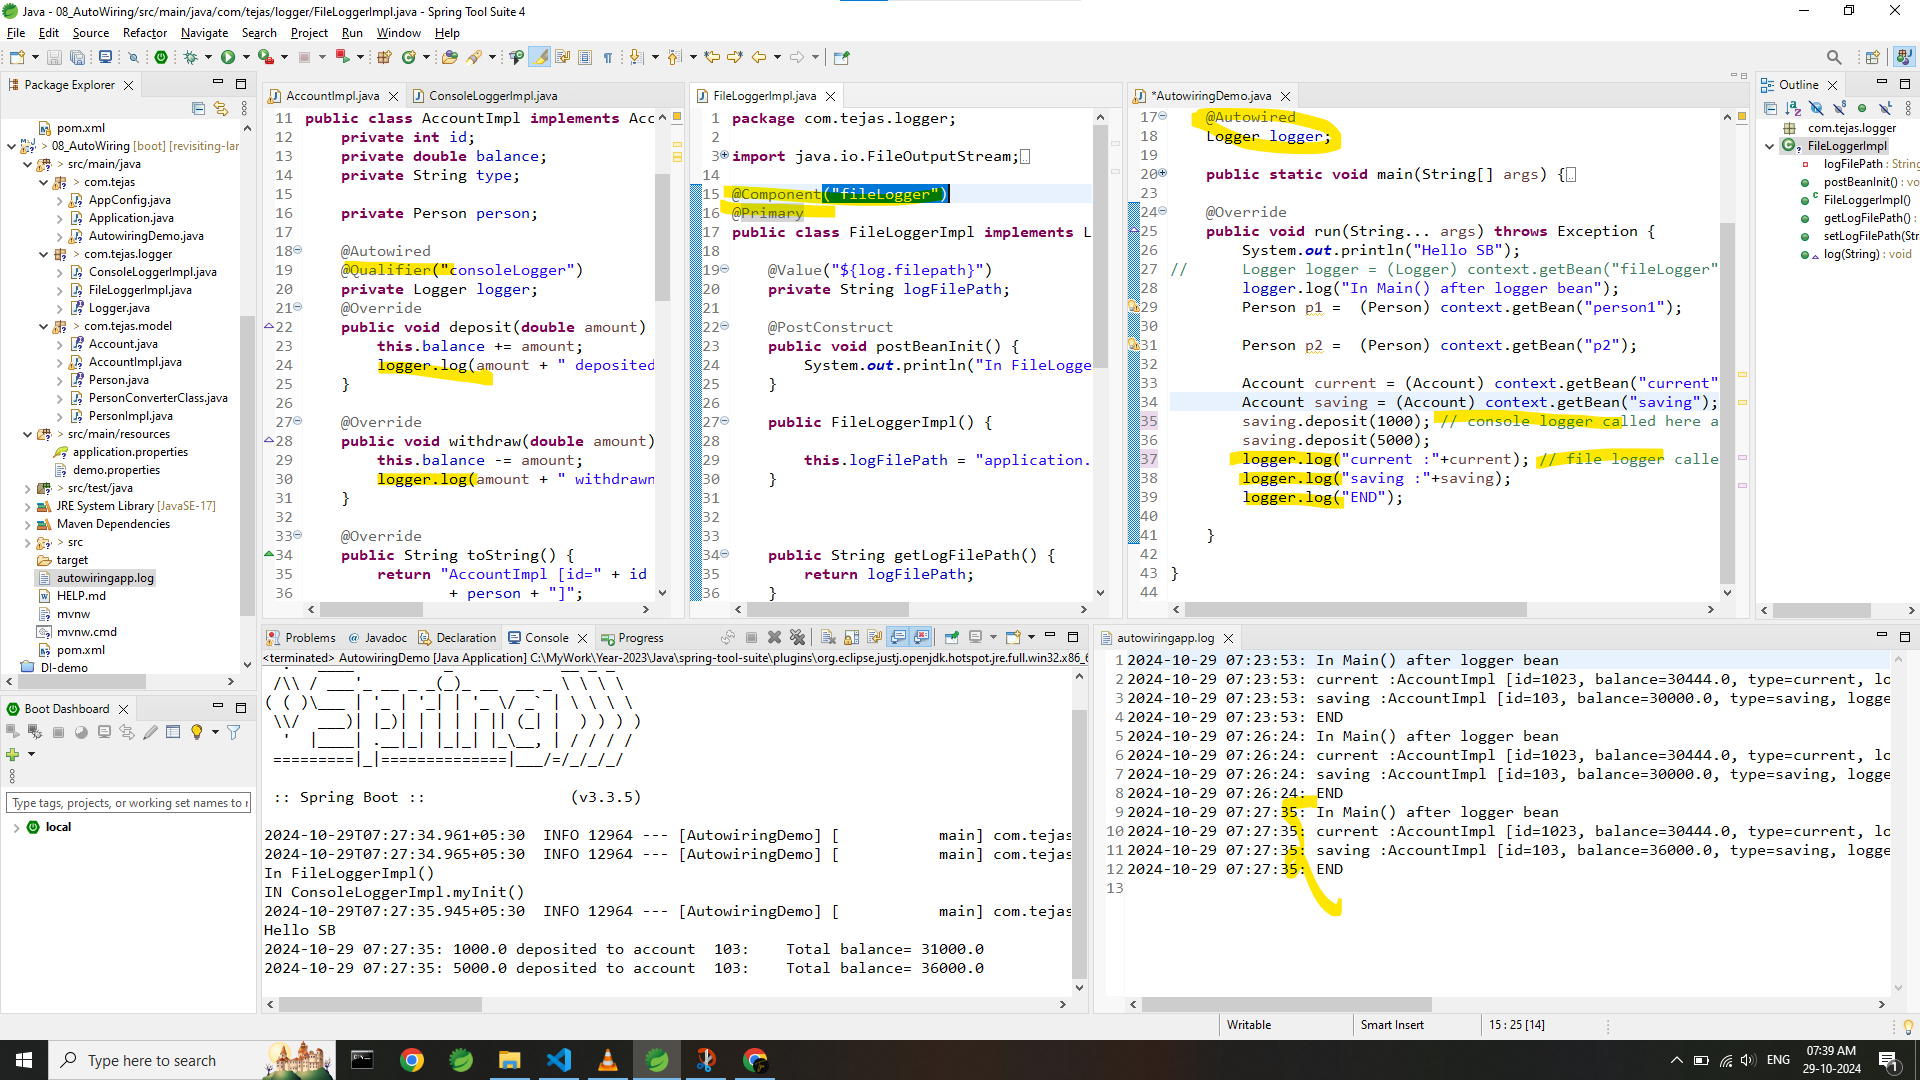 Java - 08_AutoWiring/src/main/java/com/tejas/logger/FileLoggerImpl.java - Spring Tool Suite 4
File Edit Source Refactor Navigate Search Project Run Window Help
Package Explorer
pom.xml
> 08_AutoWiring [boot] [revisiting-lar
> src/main/java
> com.tejas
AppConfig.java
Application.java
AutowiringDemo.java
> com.tejas.logger
ConsoleLoggerImpl.java
FileLoggerImpl.java
Logger.java
> com.tejas.model
Account.java
AccountImpl.java
Person.java
PersonConverterClass.java
PersonImpl.java
> src/main/resources
application.properties
demo.properties
> src/test/java
JRE System Library [JavaSE-17]
Maven Dependencies
> src
target
autowiringapp.log
HELP.md
mvnw
mvnw.cmd
pom.xml
DI-demo
Boot Dashboard
Type tags, projects, or working set names to r
local
AccountImpl.java
ConsoleLoggerImpl.java
11 public class AccountImpl implements Acc
12 private int id;
13 private double balance;
14 private String type;
15
16 private Person person;
17
18 @Autowired
19 @Qualifier("consoleLogger")
20 private Logger logger;
21 @Override
22 public void deposit(double amount)
23 this.balance += amount;
24 logger.log(amount + " deposited
25 }
26
27 @Override
28 public void withdraw(double amount)
29 this.balance -= amount;
30 logger.log(amount + " withdrawn
31 }
32
33 @Override
34 public String toString() {
35 return "AccountImpl [id=" + id
36 + person + "]";
FileLoggerImpl.java
1 package com.tejas.logger;
2
3 import java.io.FileOutputStream;
14
15 @Component("fileLogger")
16 @Primary
17 public class FileLoggerImpl implements L
18
19 @Value("${log.filepath}")
20 private String logFilePath;
21
22 @PostConstruct
23 public void postBeanInit() {
24 System.out.println("In FileLogge
25 }
26
27 public FileLoggerImpl() {
28
29 this.logFilePath = "application.
30 }
31
32
33
34 public String getLogFilePath() {
35 return logFilePath;
36 }
*AutowiringDemo.java
17 @Autowired
18 Logger logger;
19
20 public static void main(String[] args) {
23
24 @Override
25 public void run(String... args) throws Exception {
26 System.out.println("Hello SB");
27 // Logger logger = (Logger) context.getBean("fileLogger"
28 logger.log("In Main() after logger bean");
29 Person p1 = (Person) context.getBean("person1");
30
31 Person p2 = (Person) context.getBean("p2");
32
33 Account current = (Account) context.getBean("current"
34 Account saving = (Account) context.getBean("saving");
35 saving.deposit(1000); // console logger called here a
36 saving.deposit(5000);
37 logger.log("current :"+current); // file logger calle
38 logger.log("saving :"+saving);
39 logger.log("END");
40
41 }
42
43 }
44
Outline
com.tejas.logger
FileLoggerImpl
logFilePath : String
postBeanInit() : vo
FileLoggerImpl()
getLogFilePath() :
setLogFilePath(Str
log(String) : void
Problems Javadoc Declaration Console Progress
<terminated> AutowiringDemo [Java Application] C:\MyWork\Year-2023\Java\spring-tool-suite\plugins\org.eclipse.justj.openjdk.hotspot.jre.full.win32.x86_6
:: Spring Boot :: (v3.3.5)
2024-10-29T07:27:34.961+05:30 INFO 12964 --- [AutowiringDemo] [ main] com.tejas
2024-10-29T07:27:34.965+05:30 INFO 12964 --- [AutowiringDemo] [ main] com.tejas
In FileLoggerImpl()
IN ConsoleLoggerImpl.myInit()
2024-10-29T07:27:35.945+05:30 INFO 12964 --- [AutowiringDemo] [ main] com.tejas
Hello SB
2024-10-29 07:27:35: 1000.0 deposited to account 103: Total balance= 31000.0
2024-10-29 07:27:35: 5000.0 deposited to account 103: Total balance= 36000.0
autowiringapp.log
1 2024-10-29 07:23:53: In Main() after logger bean
2 2024-10-29 07:23:53: current :AccountImpl [id=1023, balance=30444.0, type=current, lo
3 2024-10-29 07:23:53: saving :AccountImpl [id=103, balance=30000.0, type=saving, logge
4 2024-10-29 07:23:53: END
5 2024-10-29 07:26:24: In Main() after logger bean
6 2024-10-29 07:26:24: current :AccountImpl [id=1023, balance=30444.0, type=current, lo
7 2024-10-29 07:26:24: saving :AccountImpl [id=103, balance=30000.0, type=saving, logge
8 2024-10-29 07:26:24: END
9 2024-10-29 07:27:35: In Main() after logger bean
10 2024-10-29 07:27:35: current :AccountImpl [id=1023, balance=30444.0, type=current, lo
11 2024-10-29 07:27:35: saving :AccountImpl [id=103, balance=36000.0, type=saving, logge
12 2024-10-29 07:27:35: END
13
Writable Smart Insert 15 : 25 [14]
Type here to search
ENG
07:39 AM
29-10-2024
1